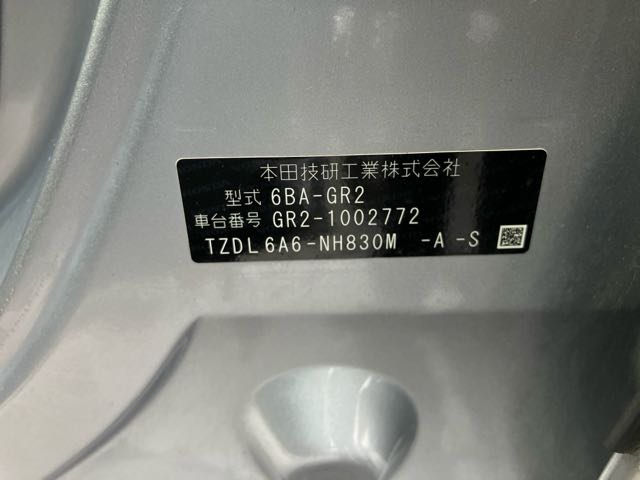 本田技研工業株式会社
型式 6BA-GR2
車台番号 GR2-1002772
TZDL6A6-NH830M -A-S